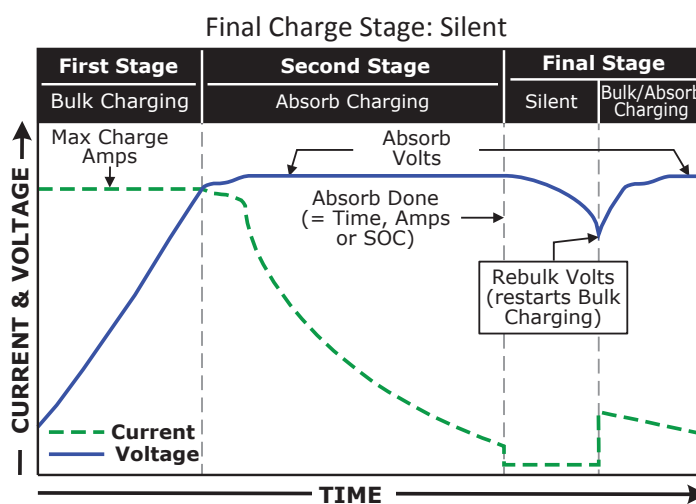 Final Charge Stage: Silent
First Stage
Second Stage
Final Stage
Bulk Charging
Absorb Charging
Silent
Bulk/Absorb
Charging
Max Charge
Amps
Absorb
Volts
Absorb Done
(= Time, Amps
or SOC)
Rebulk Volts
(restarts Bulk
Charging)
CURRENT & VOLTAGE
Current
Voltage
TIME